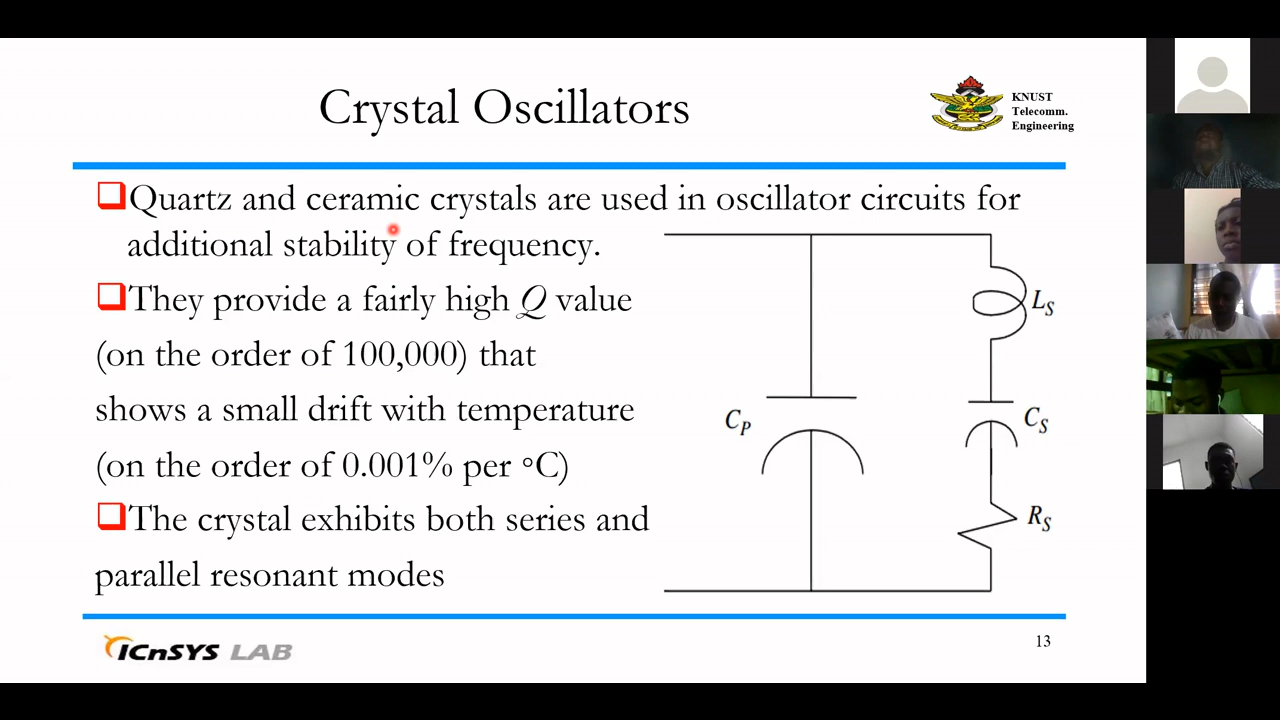 Crystal Oscillators
KNUST
Telecomm.
Engineering
Quartz and ceramic crystals are used in oscillator circuits for
additional stability of frequency.
They provide a fairly high Q value
(on the order of 100,000) that
shows a small drift with temperature
(on the order of 0.001% per ∘C)
The crystal exhibits both series and
parallel resonant modes
L_S
C_P
C_S
R_S
iCnSYS LAB
13